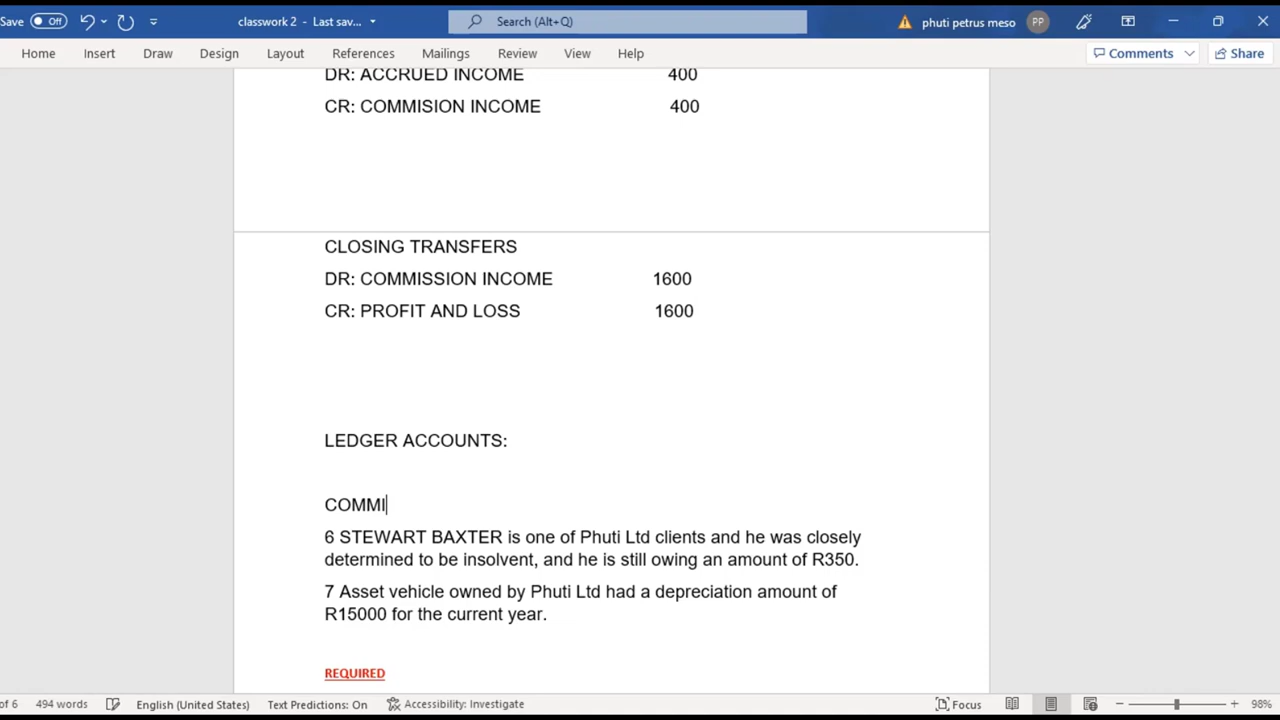 Save Off classwork 2 - Last sav... Search (Alt+Q) phuti petrus meso PP
Home Insert Draw Design Layout References Mailings Review View Help Comments Share
DR: ACCRUED INCOME 400
CR: COMMISION INCOME 400
CLOSING TRANSFERS
DR: COMMISSION INCOME 1600
CR: PROFIT AND LOSS 1600
LEDGER ACCOUNTS:
COMMI
6 STEWART BAXTER is one of Phuti Ltd clients and he was closely
determined to be insolvent, and he is still owing an amount of R350.
7 Asset vehicle owned by Phuti Ltd had a depreciation amount of
R15000 for the current year.
REQUIRED
of 6 494 words English (United States) Text Predictions: On Accessibility: Investigate Focus 98%